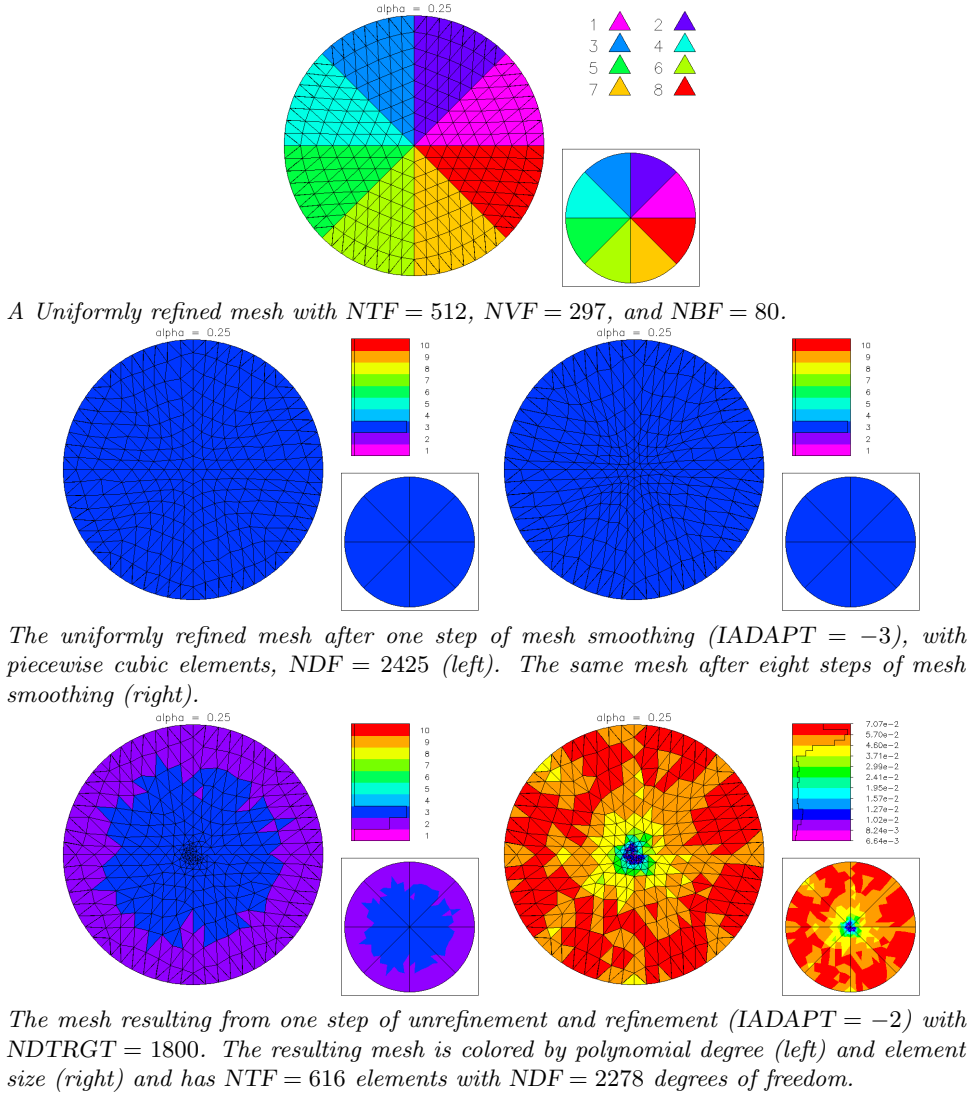 alpha = 0.25
1 2
3 4
5 6
7 8
A Uniformly refined mesh with NTF = 512, NVF = 297, and NBF = 80.
alpha = 0.25
10
9
8
7
6
5
4
3
2
1
alpha = 0.25
10
9
8
7
6
5
4
3
2
1
The uniformly refined mesh after one step of mesh smoothing (IADAPT = −3), with
piecewise cubic elements, NDF = 2425 (left). The same mesh after eight steps of mesh
smoothing (right).
alpha = 0.25
10
9
8
7
6
5
4
3
2
1
alpha = 0.25
7.07e-2
5.70e-2
4.60e-2
3.71e-2
2.99e-2
2.41e-2
1.95e-2
1.57e-2
1.27e-2
1.02e-2
8.24e-3
6.64e-3
The mesh resulting from one step of unrefinement and refinement (IADAPT = −2) with
NDTRGT = 1800. The resulting mesh is colored by polynomial degree (left) and element
size (right) and has NTF = 616 elements with NDF = 2278 degrees of freedom.